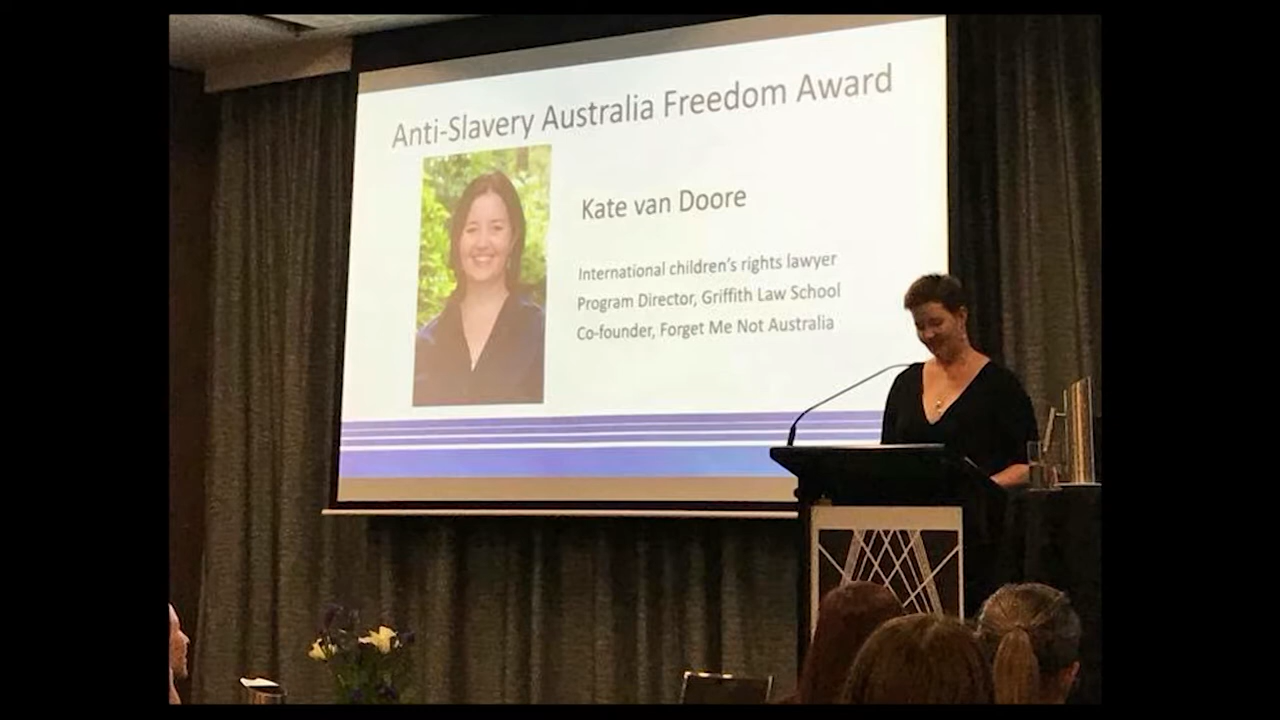 Anti-Slavery Australia Freedom Award
Kate van Doore
International children's rights lawyer
Program Director, Griffith Law School
Co-founder, Forget Me Not Australia